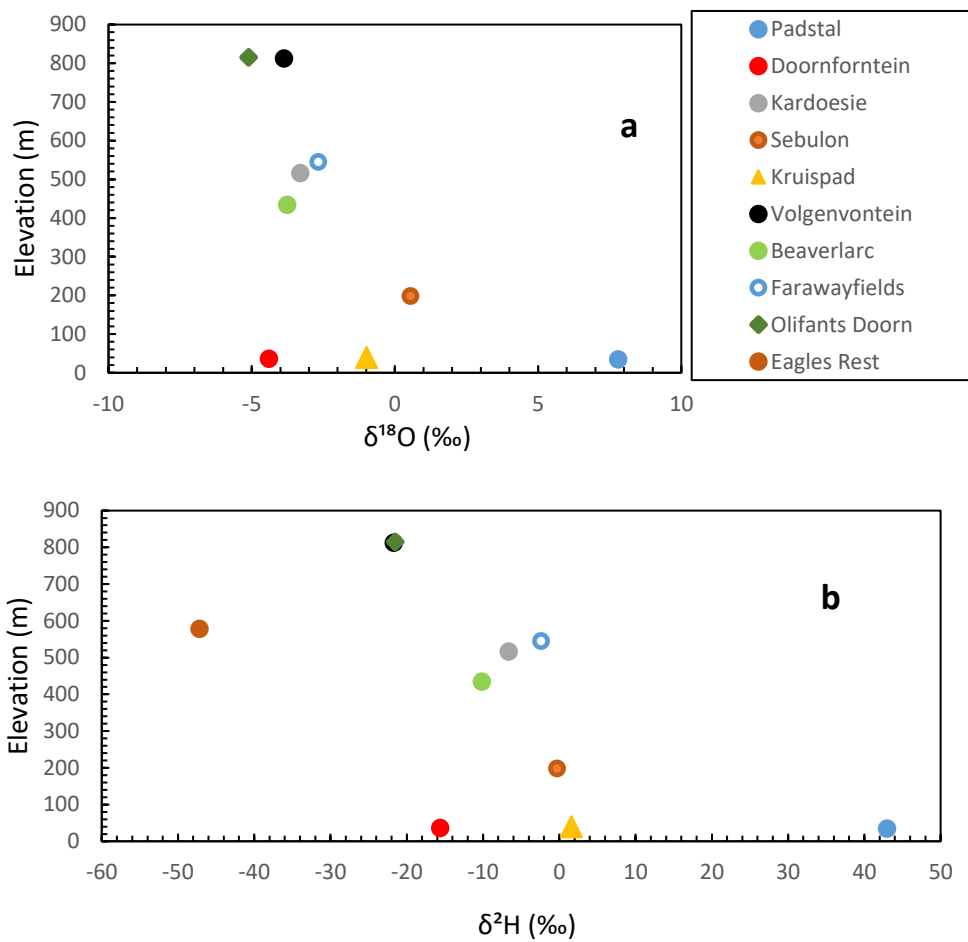 900
800
700
600
500
400
300
200
100
0
Elevation (m)
a
-10
-5
0
5
10
δ¹⁸O (‰)
Padstal
Doornforntein
Kardoesie
Sebulon
Kruispad
Volgenvontein
Beaverlarc
Farawayfields
Olifants Doorn
Eagles Rest
900
800
700
600
500
400
300
200
100
0
Elevation (m)
b
-60
-50
-40
-30
-20
-10
0
10
20
30
40
50
δ²H (‰)